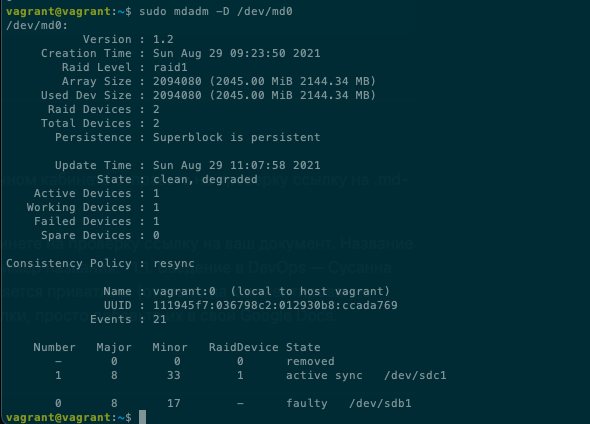 vagrant@vagrant:~$ sudo mdadm -D /dev/md0
/dev/md0:
Version : 1.2
Creation Time : Sun Aug 29 09:23:50 2021
Raid Level : raid1
Array Size : 2094080 (2045.00 MiB 2144.34 MB)
Used Dev Size : 2094080 (2045.00 MiB 2144.34 MB)
Raid Devices : 2
Total Devices : 2
Persistence : Superblock is persistent
Update Time : Sun Aug 29 11:07:58 2021
State : clean, degraded
Active Devices : 1
Working Devices : 1
Failed Devices : 1
Spare Devices : 0
Consistency Policy : resync
Name : vagrant:0 (local to host vagrant)
UUID : 111945f7:036798c2:012930b8:ccada769
Events : 21
Number Major Minor RaidDevice State
- 0 0 0 removed
1 8 33 1 active sync /dev/sdc1
0 8 17 - faulty /dev/sdb1
vagrant@vagrant:~$